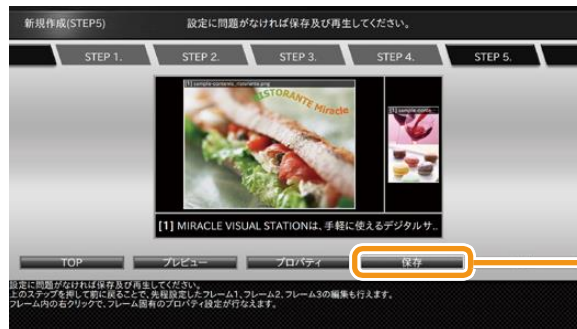 新規作成(STEP5)
設定に問題がなければ保存及び再生してください。
STEP 1.
STEP 2.
STEP 3.
STEP 4.
STEP 5.
[1] sample-contents_ristorante.png
RISTORANTE Miracle
[1] sample-conte..
[1] MIRACLE VISUAL STATIONは、手軽に使えるデジタルサ..
TOP
プレビュー
プロパティ
保存
設定に問題がなければ保存及び再生してください。
上のステップを押して前に戻ることで、先程設定したフレーム1、フレーム2、フレーム3の編集も行えます。
フレーム内の右クリックで、フレーム固有のプロパティ設定が行なえます。